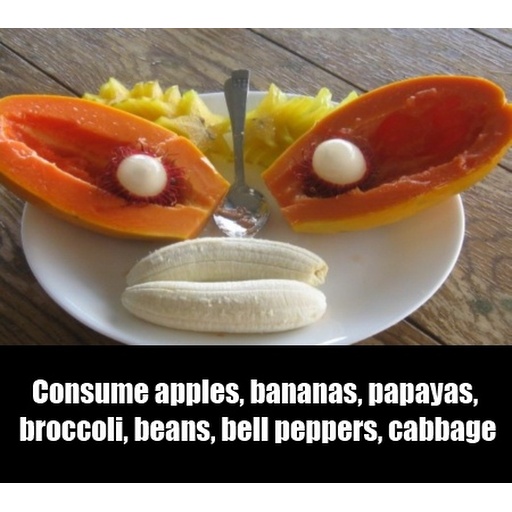 Consume apples, bananas, papayas,
broccoli, beans, bell peppers, cabbage